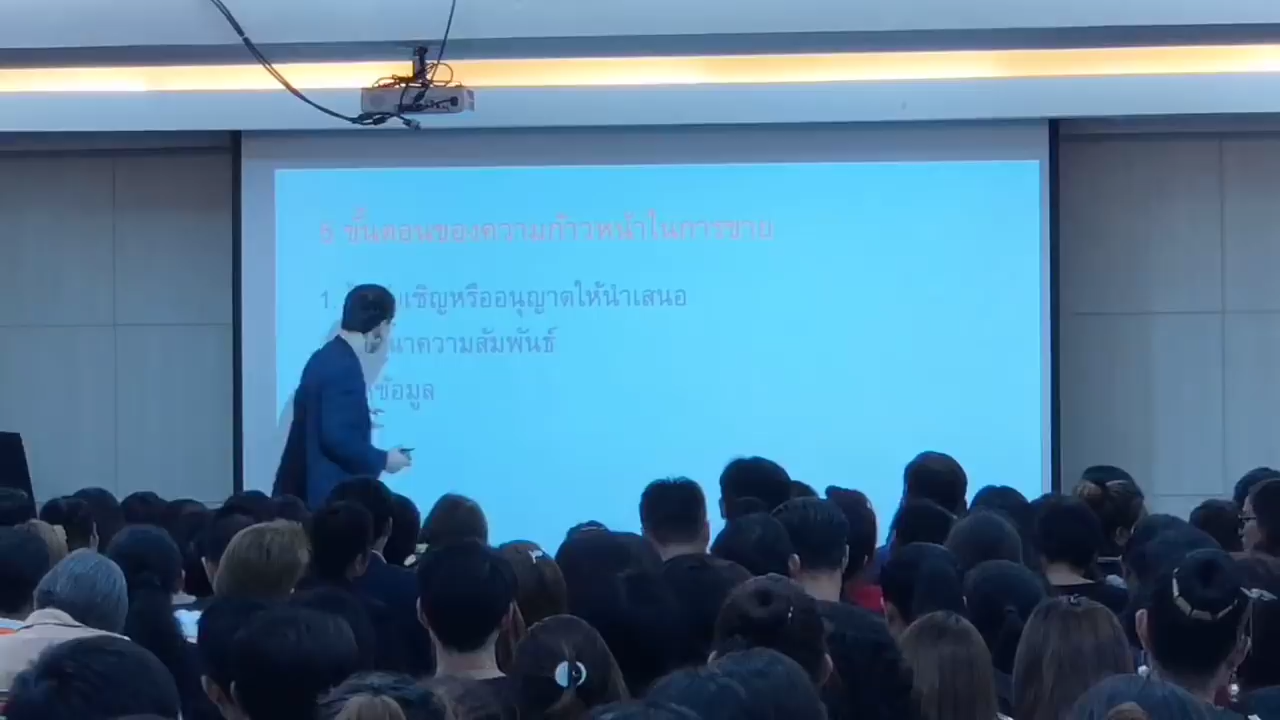 5 ขั้นตอนของความก้าวหน้าในการขาย
1. เชิญหรืออนุญาตให้นำเสนอ
ความสัมพันธ์
ข้อมูล